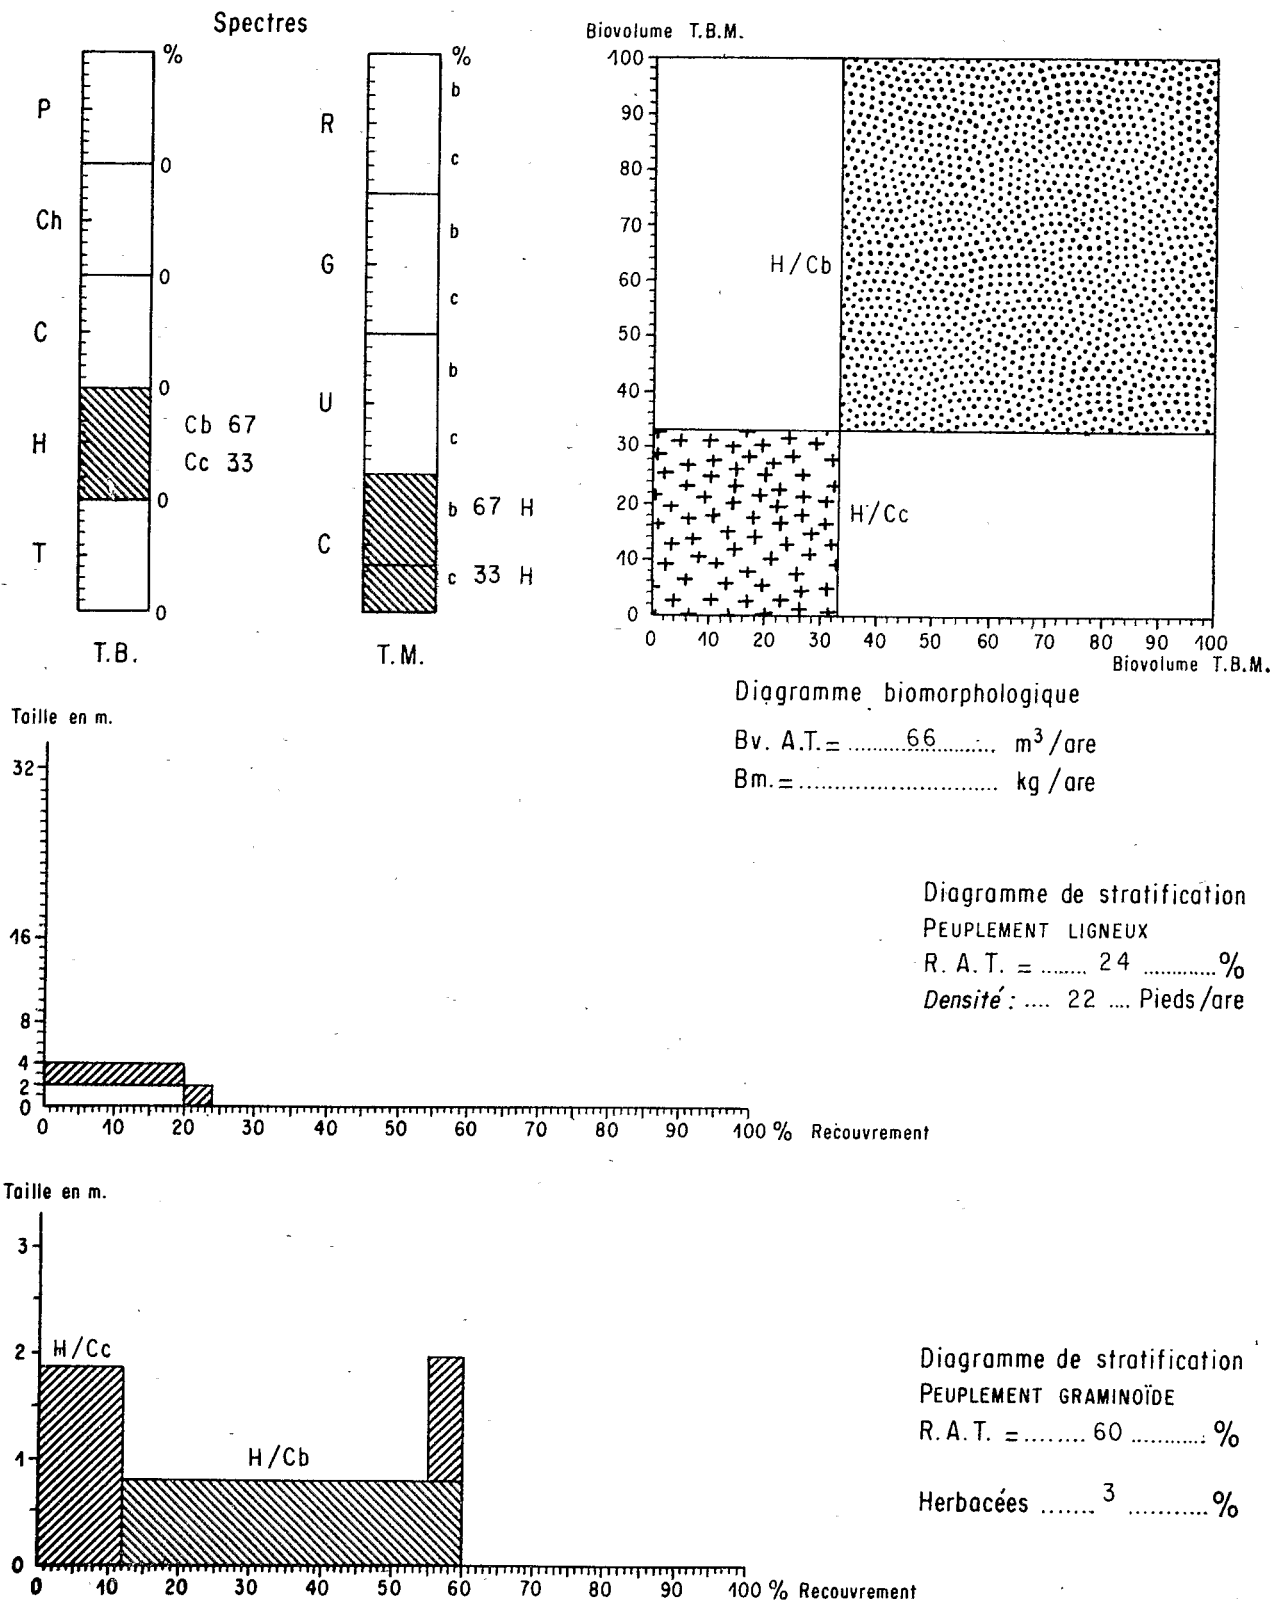 Spectres
%
P
0
Ch
0
C
0
H
Cb 67
Cc 33
0
T
0
T.B.
%
b
R
c
b
G
c
b
U
c
b 67 H
C
c 33 H
T.M.
Biovolume T.B.M.
100
90
80
70
60
50
40
30
20
10
0
H/Cb
H/Cc
0 10 20 30 40 50 60 70 80 90 100
Biovolume T.B.M.
Diagramme biomorphologique
Bv. A.T. = .......... 66 .......... m³/are
Bm. = ............................ kg/are
Taille en m.
32
16
8
4
2
0
0 10 20 30 40 50 60 70 80 90 100 % Recouvrement
Diagramme de stratification
PEUPLEMENT LIGNEUX
R. A. T. = ....... 24 ............ %
Densité : .... 22 .... Pieds/are
Taille en m.
3
2
1
0
H/Cc
H/Cb
0 10 20 30 40 50 60 70 80 90 100 % Recouvrement
Diagramme de stratification
PEUPLEMENT GRAMINOÏDE
R.A.T. = ........ 60 ........... %
Herbacées ....... 3 ........... %